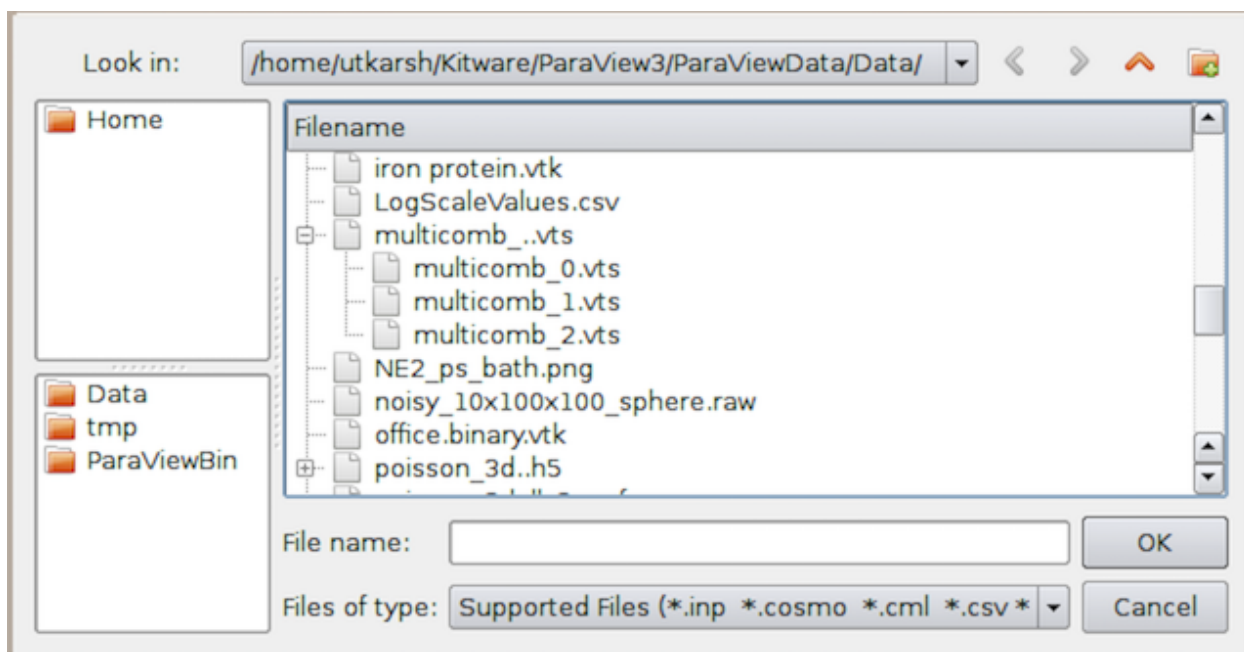 Look in: /home/utkarsh/Kitware/ParaView3/ParaViewData/Data/
Home
Filename
iron protein.vtk
LogScaleValues.csv
multicomb_..vts
multicomb_0.vts
multicomb_1.vts
multicomb_2.vts
NE2_ps_bath.png
noisy_10x100x100_sphere.raw
office.binary.vtk
poisson_3d..h5
Data
tmp
ParaViewBin
File name: OK
Files of type: Supported Files (*.inp *.cosmo *.cml *.csv * Cancel